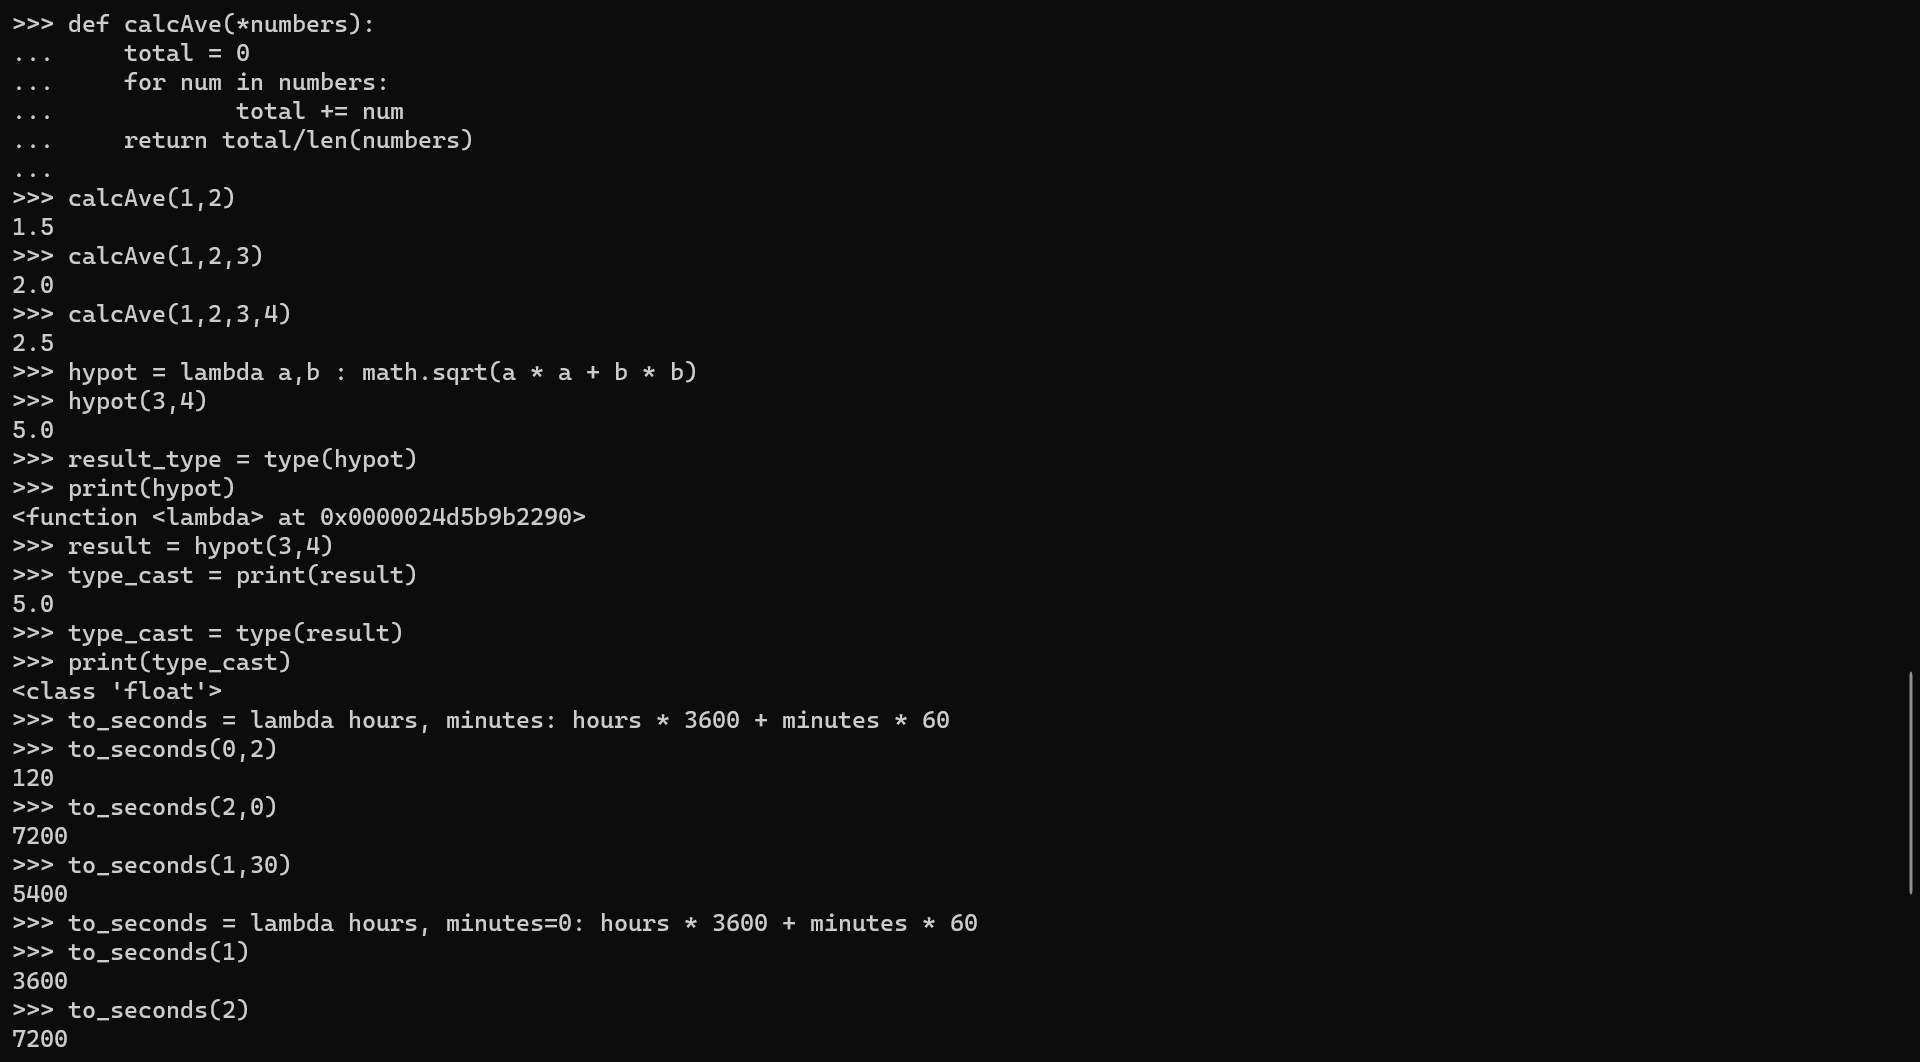 >>> def calcAve(*numbers):
...     total = 0
...     for num in numbers:
...             total += num
...     return total/len(numbers)
...
>>> calcAve(1,2)
1.5
>>> calcAve(1,2,3)
2.0
>>> calcAve(1,2,3,4)
2.5
>>> hypot = lambda a,b : math.sqrt(a * a + b * b)
>>> hypot(3,4)
5.0
>>> result_type = type(hypot)
>>> print(hypot)
<function <lambda> at 0x0000024d5b9b2290>
>>> result = hypot(3,4)
>>> type_cast = print(result)
5.0
>>> type_cast = type(result)
>>> print(type_cast)
<class 'float'>
>>> to_seconds = lambda hours, minutes: hours * 3600 + minutes * 60
>>> to_seconds(0,2)
120
>>> to_seconds(2,0)
7200
>>> to_seconds(1,30)
5400
>>> to_seconds = lambda hours, minutes=0: hours * 3600 + minutes * 60
>>> to_seconds(1)
3600
>>> to_seconds(2)
7200